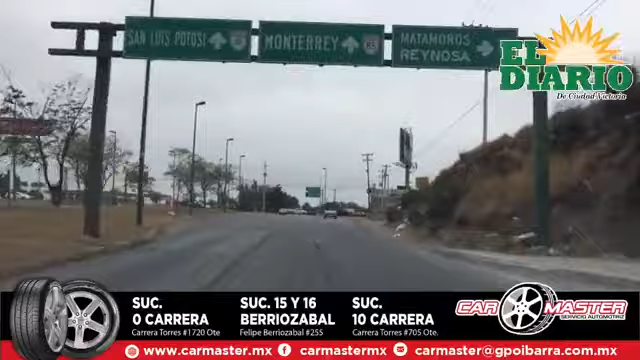 SAN LUIS POTOSI
MONTERREY
MATAMOROS
REYNOSA
EL
DIARIO
De Ciudad Victoria
SUC.
0 CARRERA
Carrera Torres #1720 Ote
SUC. 15 Y 16
BERRIOZABAL
Felipe Berriozabal #255
SUC.
10 CARRERA
Carrera Torres #705 Ote.
CAR MASTER
SERVICIO AUTOMOTRIZ
www.carmaster.mx
carmastermx
carmaster@gpoibarra.com